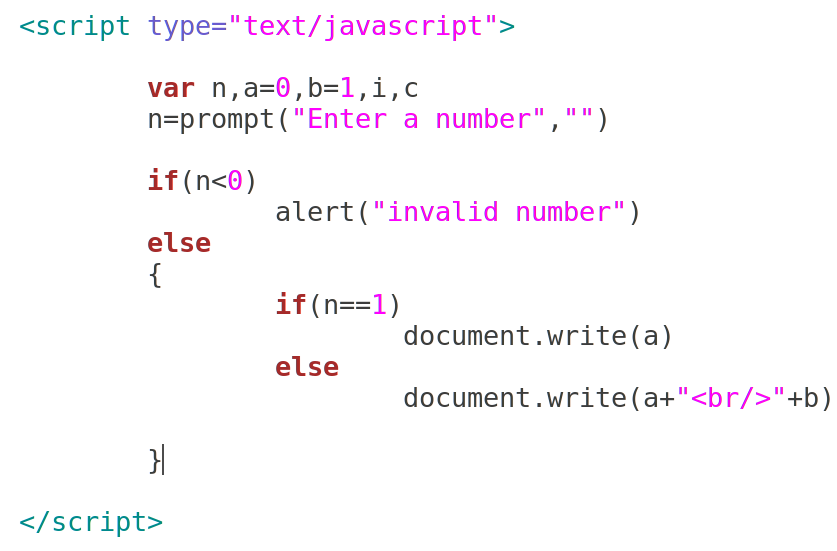 <script type="text/javascript">
var n,a=0,b=1,i,c
n=prompt("Enter a number","")
if(n<0)
alert("invalid number")
else
{
if(n==1)
document.write(a)
else
document.write(a+"<br/>"+b)
}
</script>